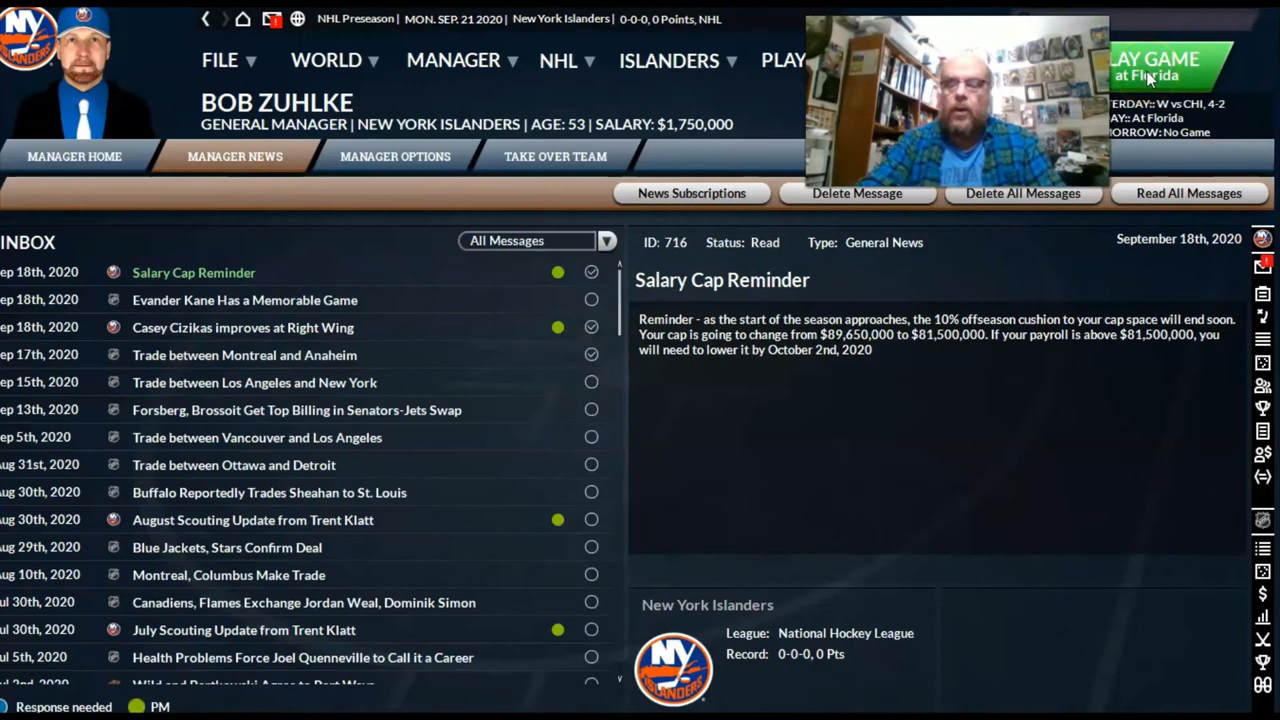 NHL Preseason | MON. SEP. 21 2020 | New York Islanders | 0-0-0, 0 Points, NHL
FILE WORLD MANAGER NHL ISLANDERS PLAY
LAY GAME
at Florida
BOB ZUHLKE
GENERAL MANAGER | NEW YORK ISLANDERS | AGE: 53 | SALARY: $1,750,000
TERDAY:: W vs CHI, 4-2
AY:: At Florida
MORROW: No Game
MANAGER HOME MANAGER NEWS MANAGER OPTIONS TAKE OVER TEAM
News Subscriptions Delete Message Delete All Messages Read All Messages
INBOX All Messages
ep 18th, 2020 Salary Cap Reminder
ep 18th, 2020 Evander Kane Has a Memorable Game
ep 18th, 2020 Casey Cizikas improves at Right Wing
ep 17th, 2020 Trade between Montreal and Anaheim
ep 15th, 2020 Trade between Los Angeles and New York
ep 13th, 2020 Forsberg, Brossoit Get Top Billing in Senators-Jets Swap
ep 5th, 2020 Trade between Vancouver and Los Angeles
Aug 31st, 2020 Trade between Ottawa and Detroit
Aug 30th, 2020 Buffalo Reportedly Trades Sheahan to St. Louis
Aug 30th, 2020 August Scouting Update from Trent Klatt
Aug 29th, 2020 Blue Jackets, Stars Confirm Deal
Aug 10th, 2020 Montreal, Columbus Make Trade
ul 30th, 2020 Canadiens, Flames Exchange Jordan Weal, Dominik Simon
ul 30th, 2020 July Scouting Update from Trent Klatt
ul 5th, 2020 Health Problems Force Joel Quenneville to Call it a Career
Response needed PM
ID: 716 Status: Read Type: General News September 18th, 2020
Salary Cap Reminder
Reminder - as the start of the season approaches, the 10% offseason cushion to your cap space will end soon.
Your cap is going to change from $89,650,000 to $81,500,000. If your payroll is above $81,500,000, you
will need to lower it by October 2nd, 2020
New York Islanders
League: National Hockey League
Record: 0-0-0, 0 Pts
NY
ISLANDERS